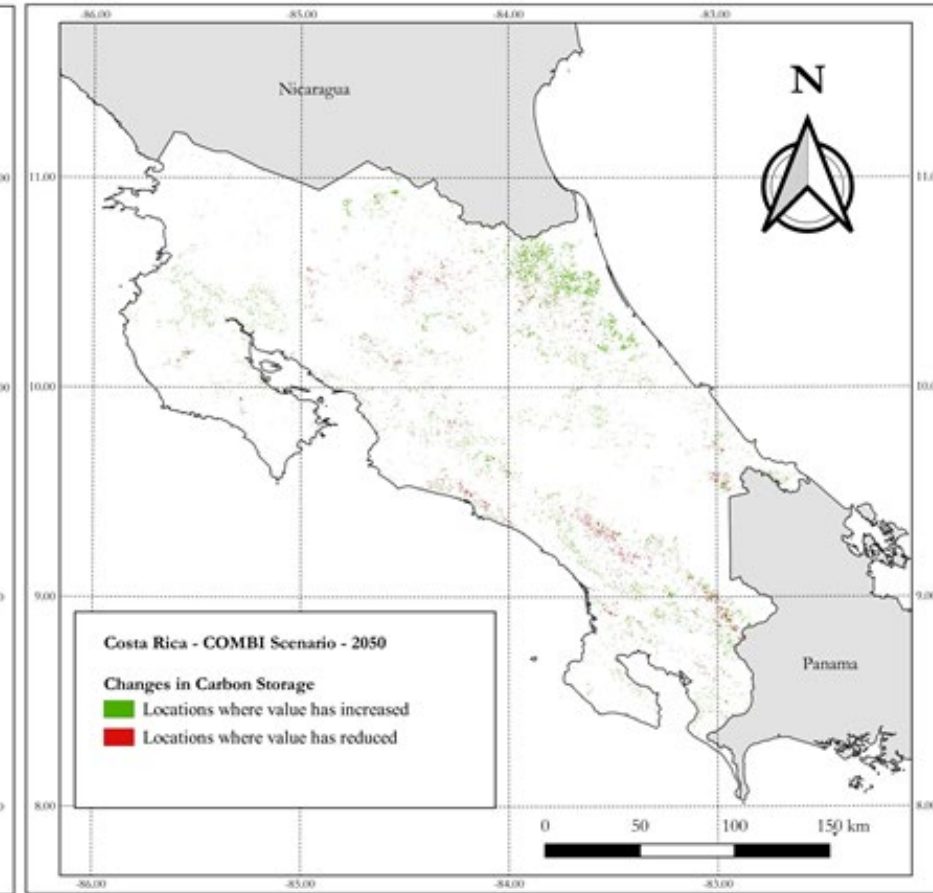 -86.00 -85.00 -84.00 -83.00
Nicaragua
N
11.00
10.00
10.00
9.00
9.00
Costa Rica - COMBI Scenario - 2050
Changes in Carbon Storage
Locations where value has increased
Locations where value has reduced
Panama
8.00
8.00
0 50 100 150 km
-86.00 -85.00 -84.00 -83.00